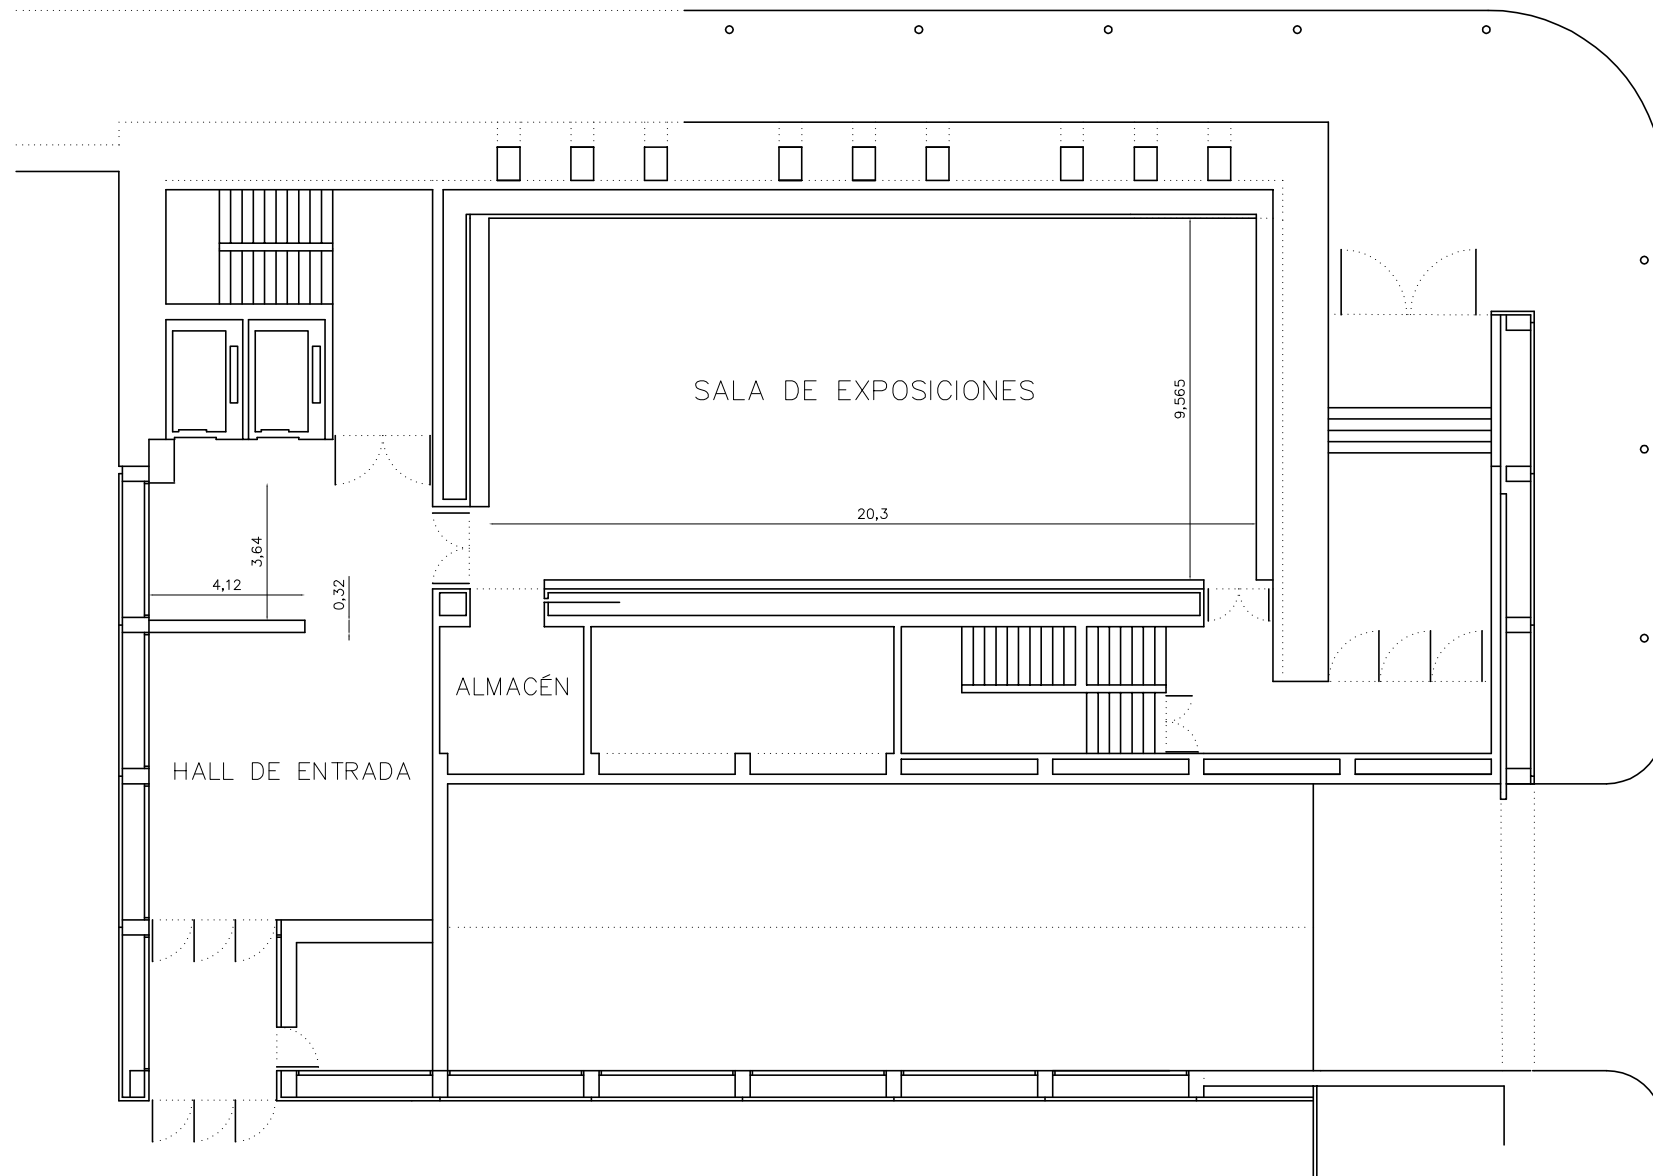 SALA DE EXPOSICIONES
9,565
20,3
3,64
4,12
0,32
ALMACÉN
HALL DE ENTRADA